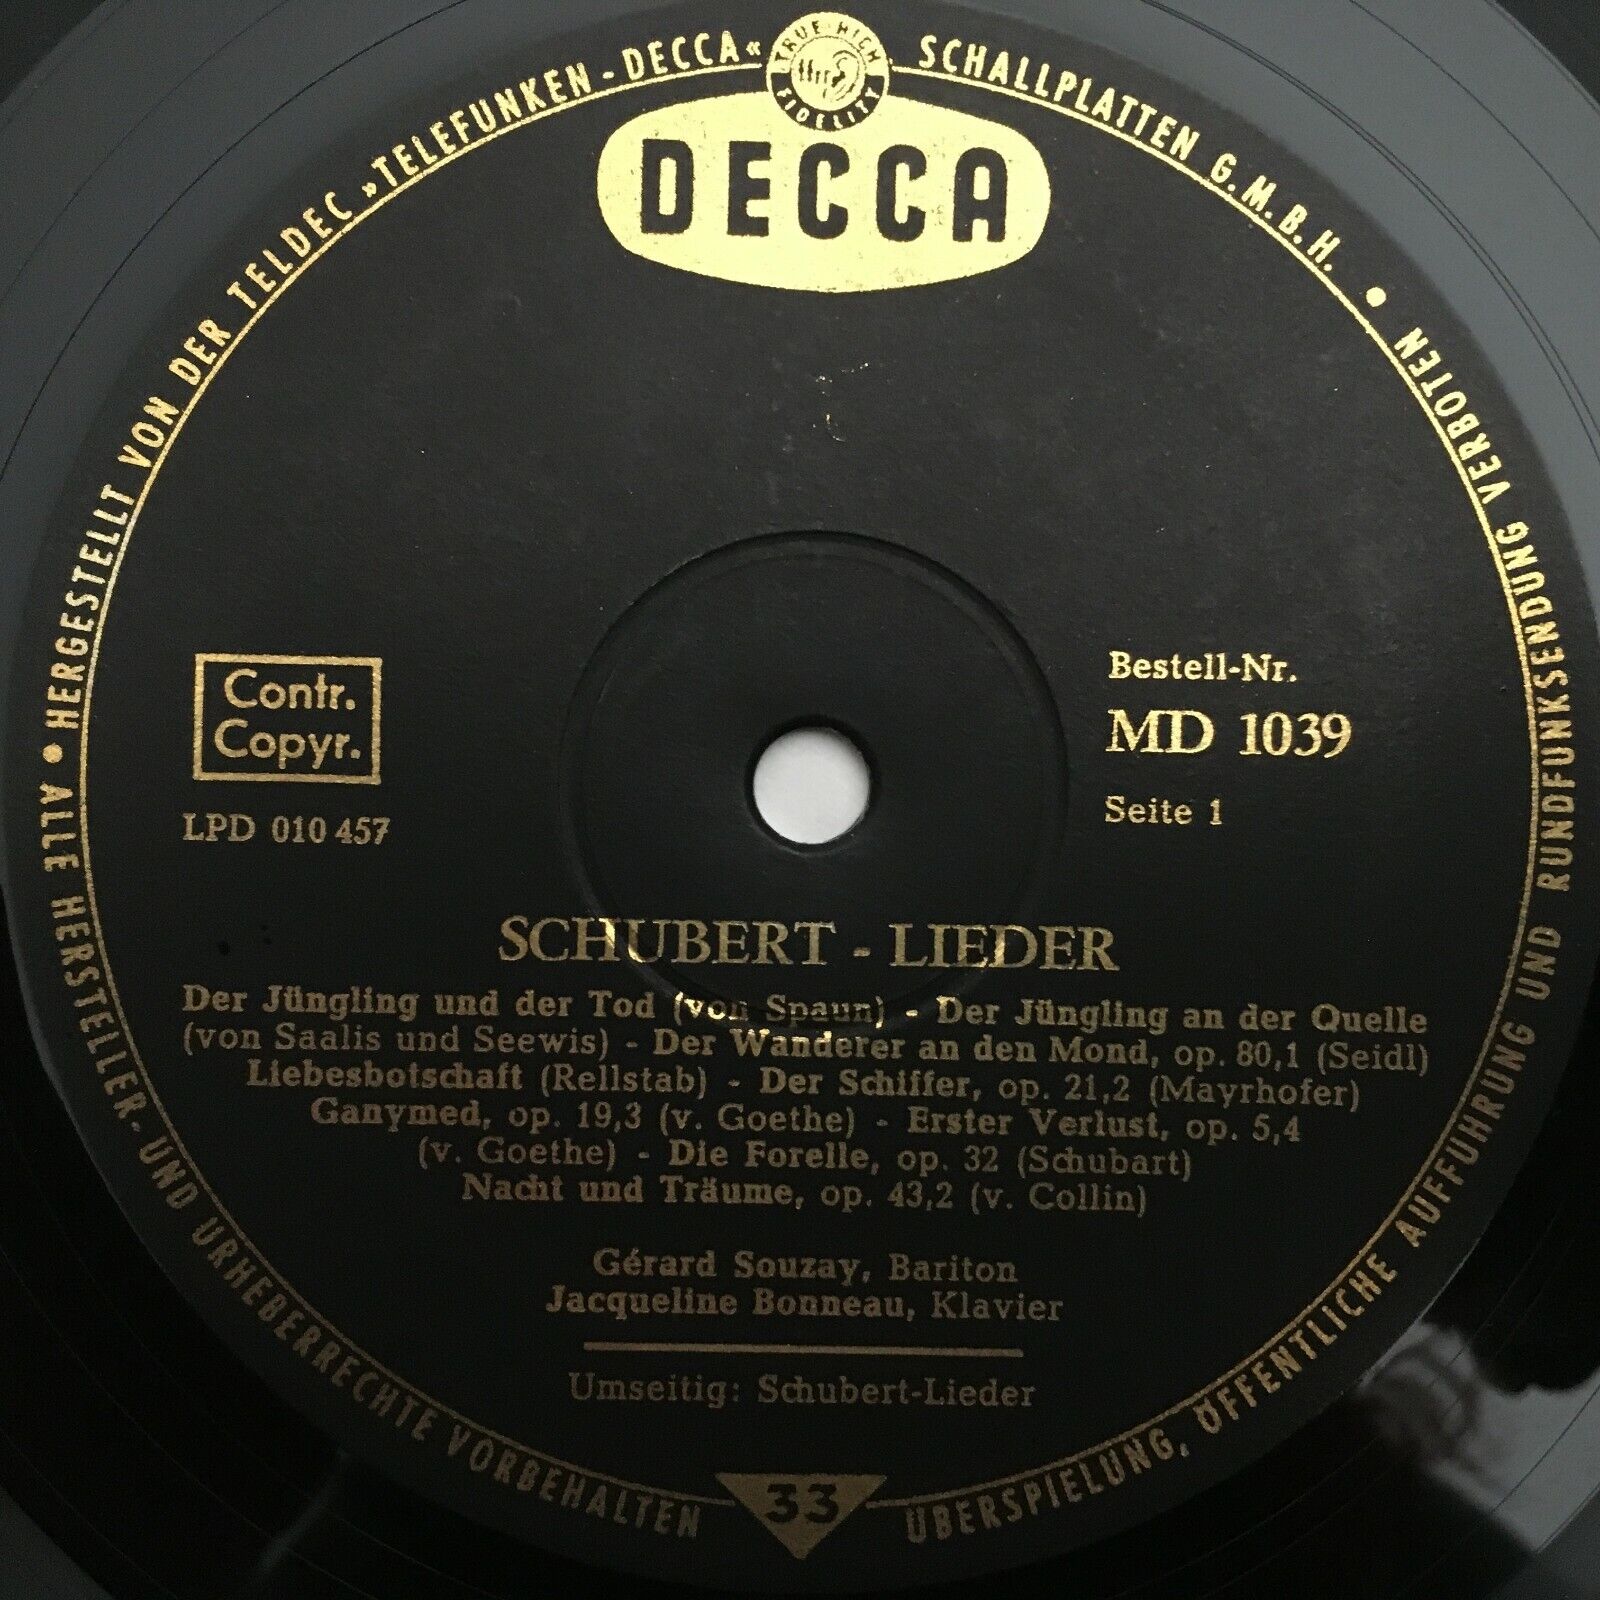 HERGESTELLT VON DER TELDEC »TELEFUNKEN-DECCA« SCHALLPLATTEN G.M.B.H. •
TRUE HIGH FIDELITY
DECCA
Contr.
Copyr.
LPD 010 457
Bestell-Nr.
MD 1039
Seite 1
SCHUBERT - LIEDER
Der Jüngling und der Tod (von Spaun) - Der Jüngling an der Quelle
(von Saalis und Seewis) - Der Wanderer an den Mond, op. 80,1 (Seidl)
Liebesbotschaft (Rellstab) - Der Schiffer, op. 21,2 (Mayrhofer)
Ganymed, op. 19,3 (v. Goethe) - Erster Verlust, op. 5,4
(v. Goethe) - Die Forelle, op. 32 (Schubart)
Nacht und Träume, op. 43,2 (v. Collin)
Gérard Souzay, Bariton
Jacqueline Bonneau, Klavier
Umseitig: Schubert-Lieder
33
• ALLE HERSTELLER- UND URHEBERRECHTE VORBEHALTEN
ÜBERSPIELUNG, ÖFFENTLICHE AUFFÜHRUNG UND RUNDFUNKSENDUNG VERBOTEN